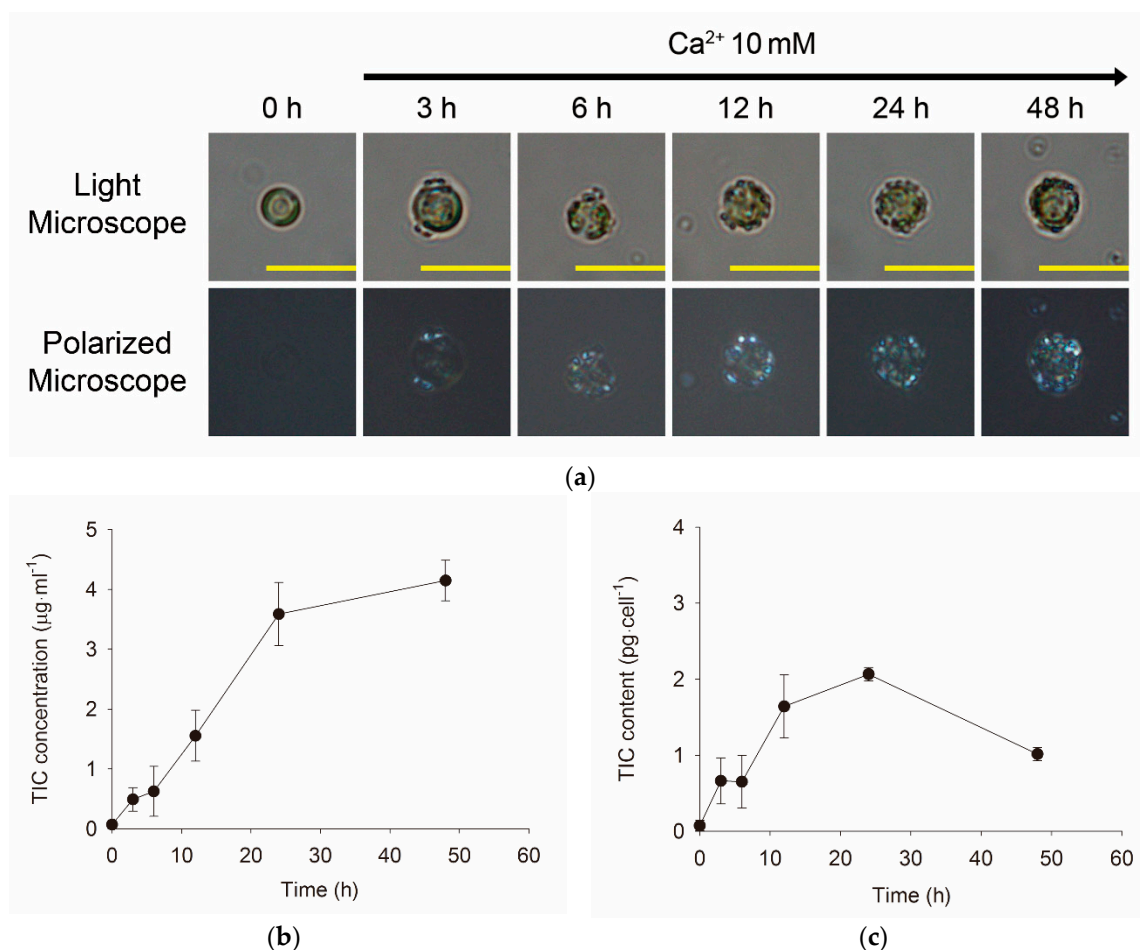 Ca²⁺ 10 mM
0 h 3 h 6 h 12 h 24 h 48 h
Light
Microscope
Polarized
Microscope
(a)
TIC concentration (µg·ml⁻¹)
5
4
3
2
1
0
0 10 20 30 40 50 60
Time (h)
(b)
TIC content (pg·cell⁻¹)
4
3
2
1
0
0 10 20 30 40 50 60
Time (h)
(c)